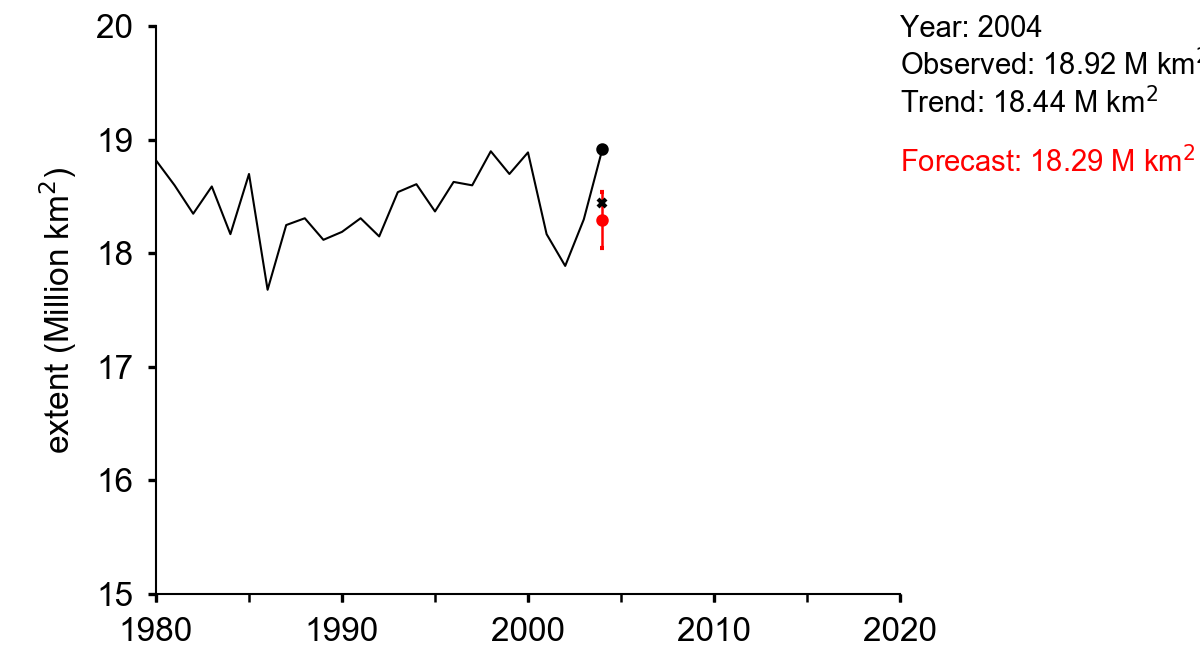 20
19
18
17
16
15
1980
1990
2000
2010
2020
extent (Million km²)
Year: 2004
Observed: 18.92 M km²
Trend: 18.44 M km²
Forecast: 18.29 M km²